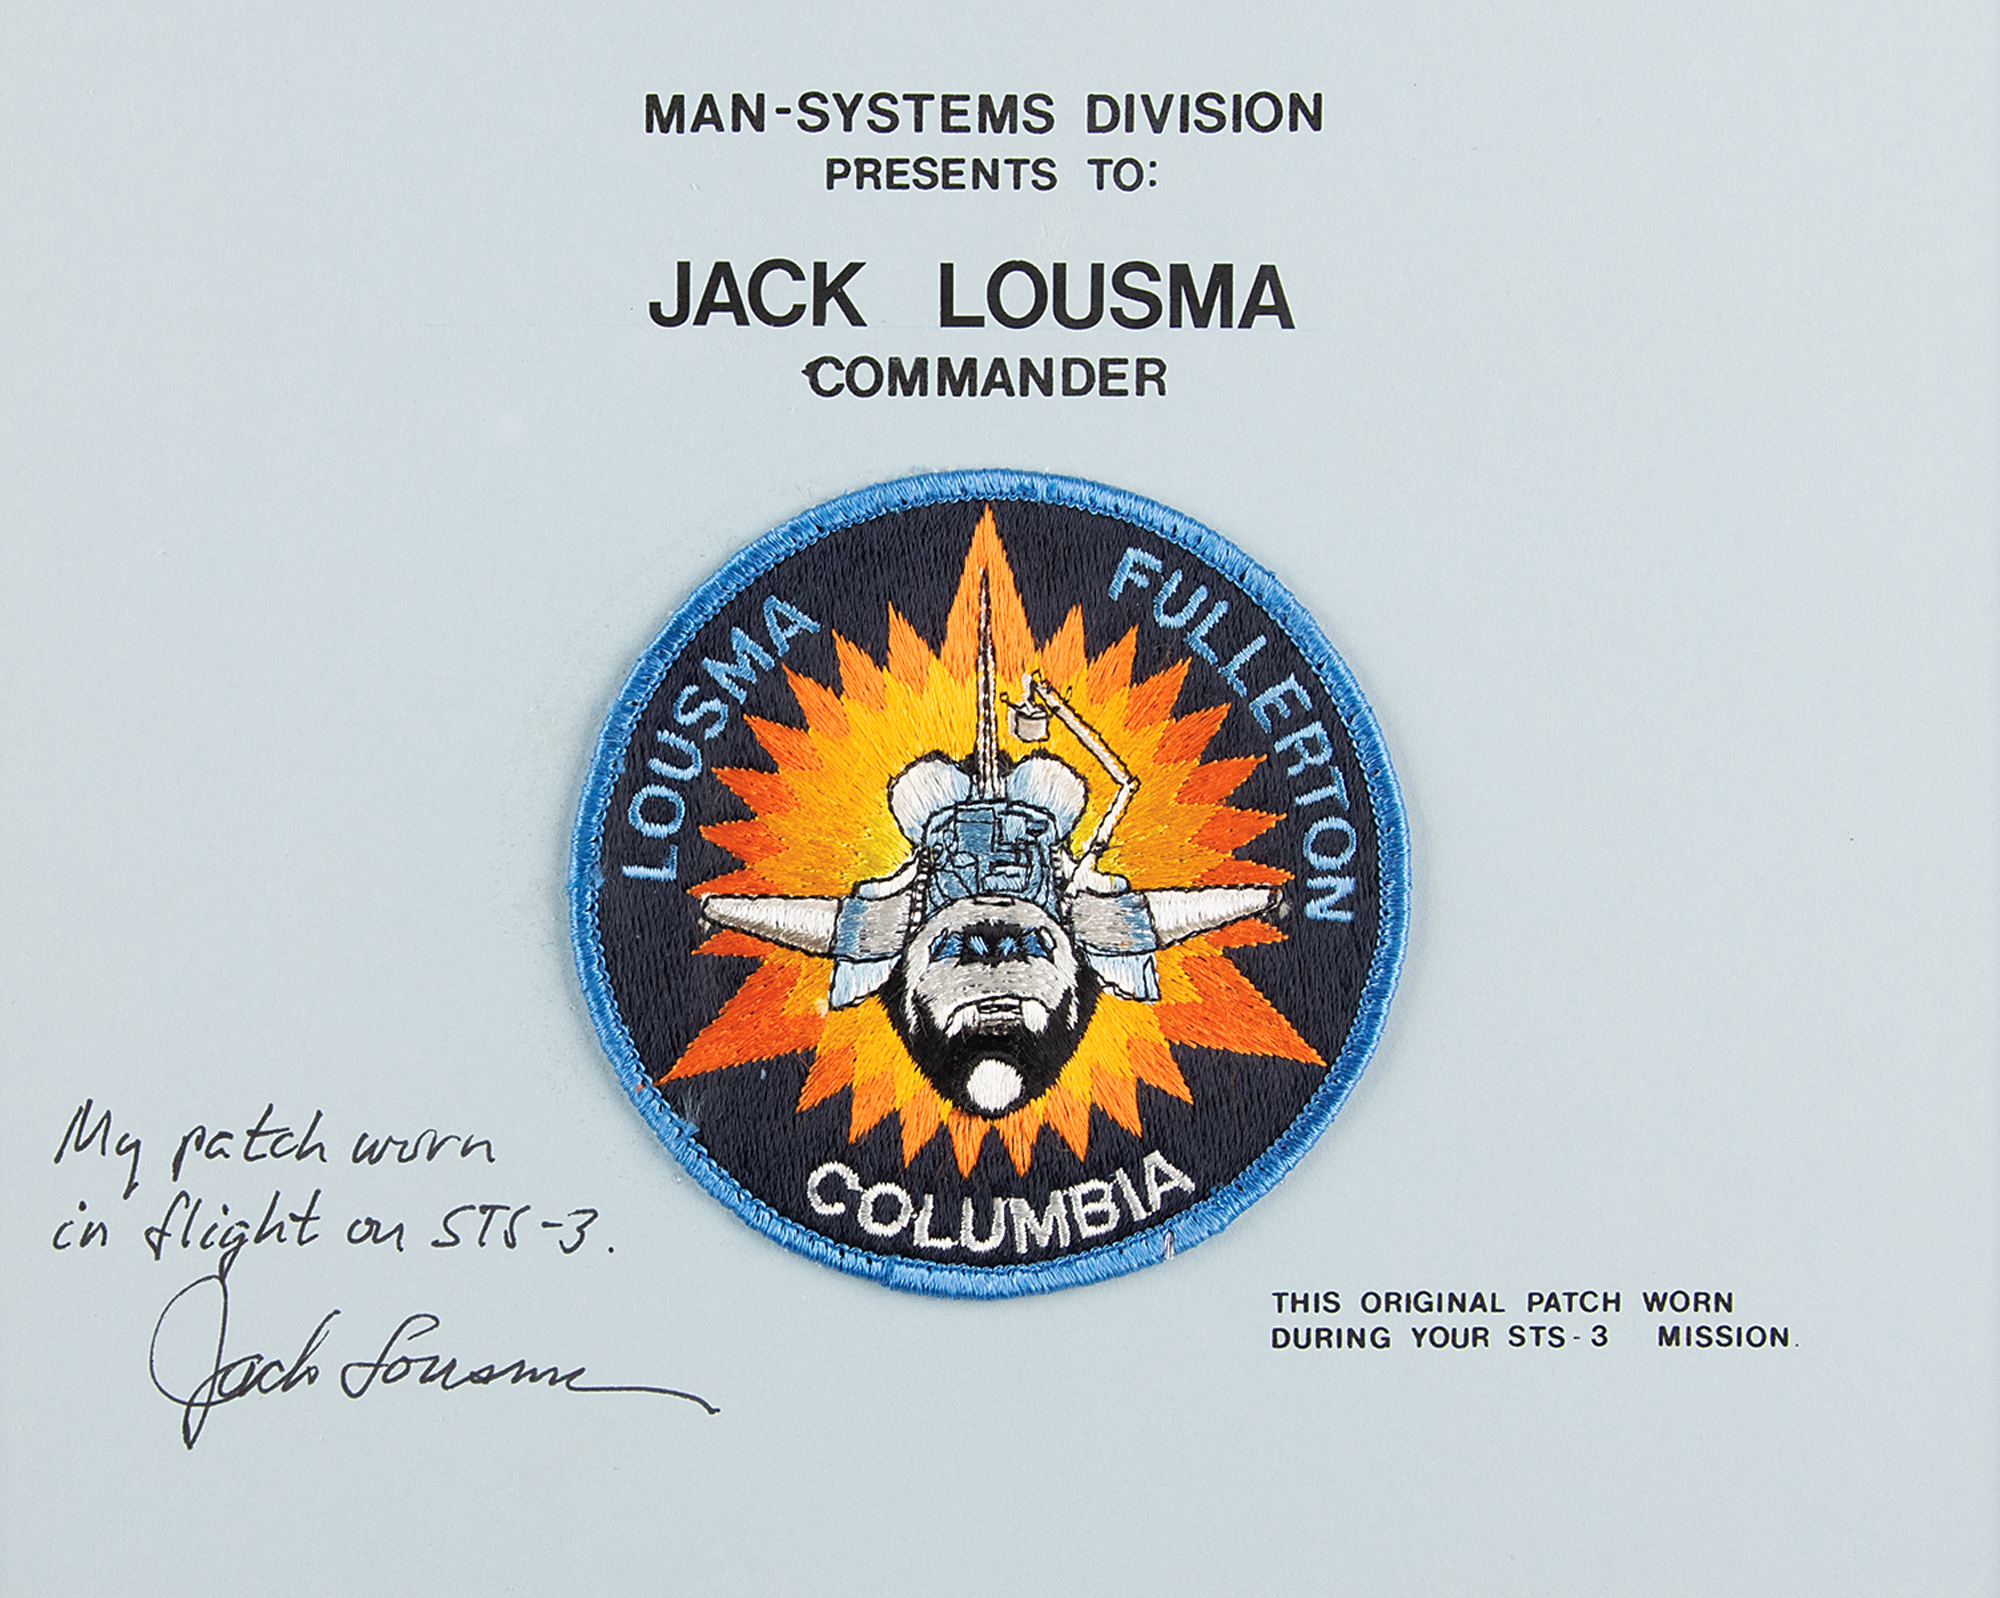 MAN-SYSTEMS DIVISION
PRESENTS TO:
JACK LOUSMA
COMMANDER
LOUSMA
FULLERTON
COLUMBIA
My patch worn
in flight on STS-3.
Jack Lousma
THIS ORIGINAL PATCH WORN
DURING YOUR STS-3 MISSION.